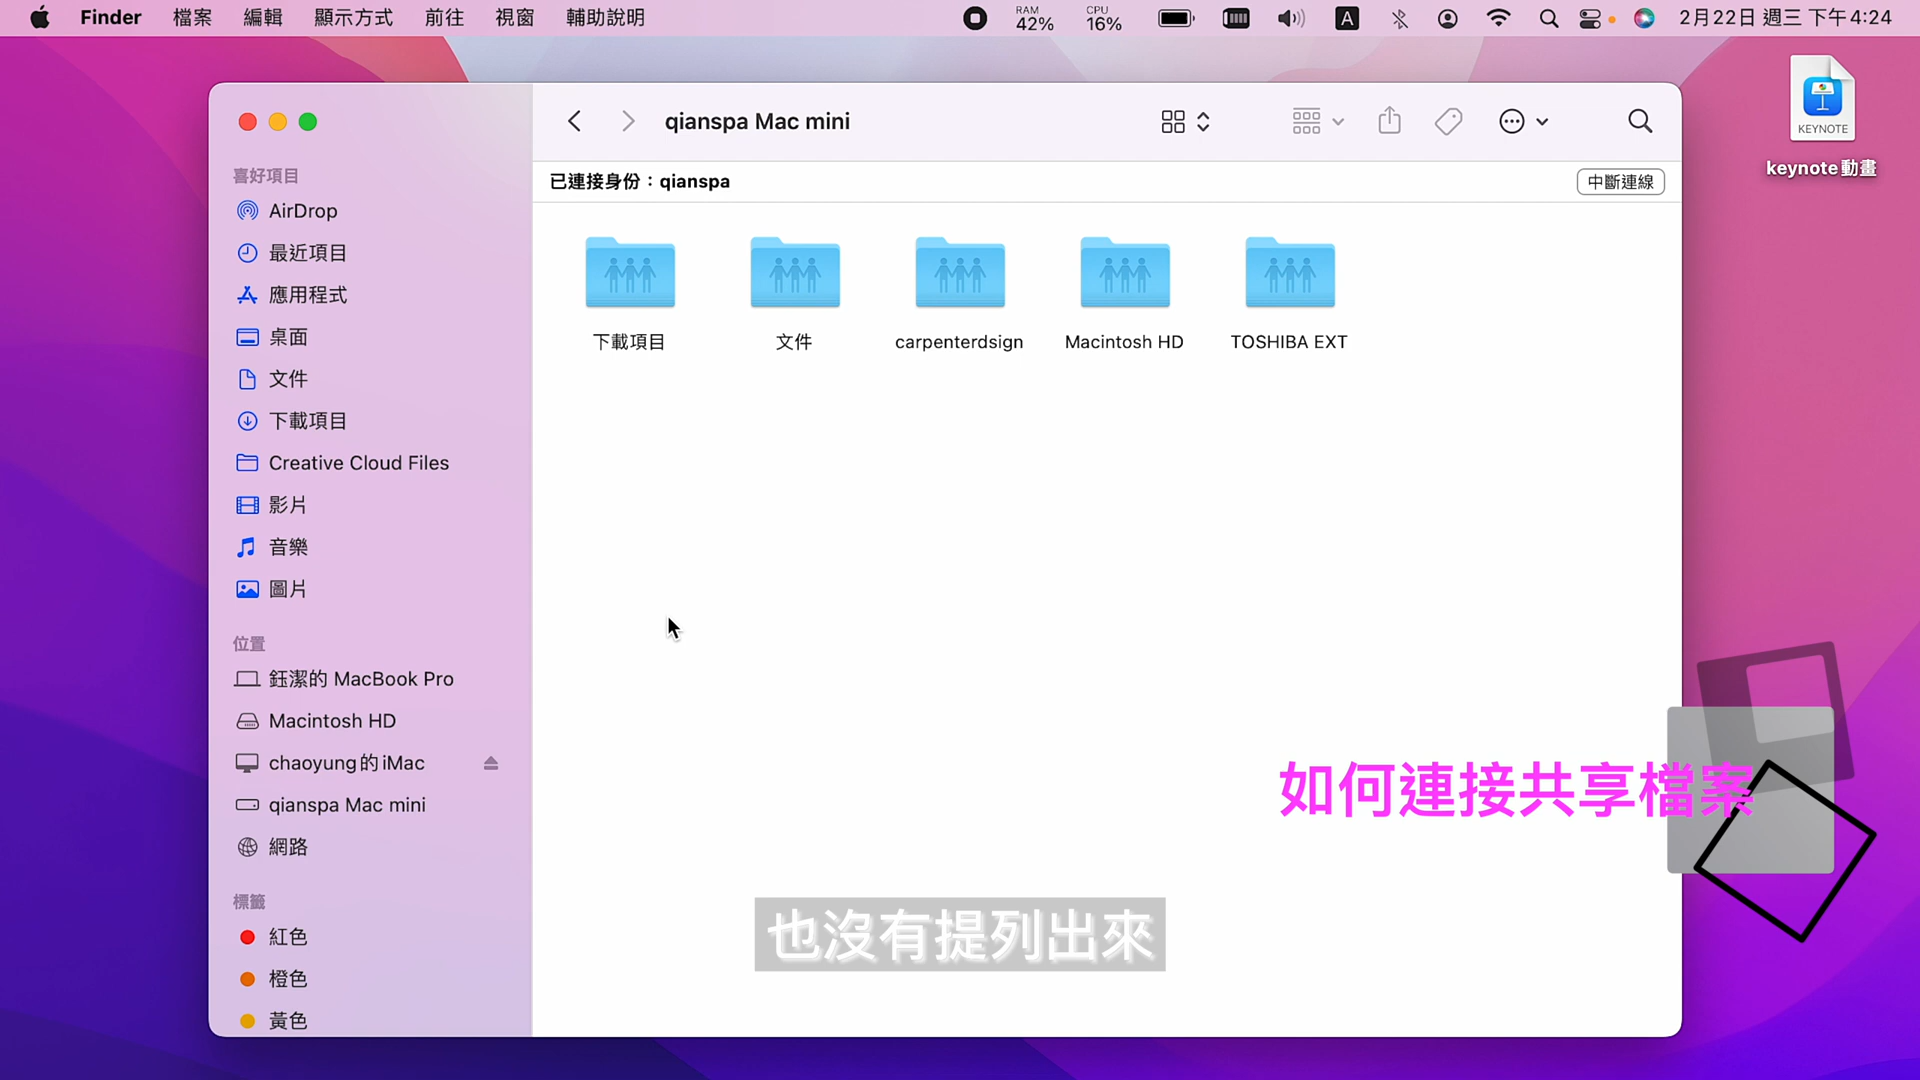 Finder 檔案 編輯 顯示方式 前往 視窗 輔助說明 RAM 42% CPU 16% A 2月22日 週三 下午4:24
KEYNOTE
keynote動畫
qianspa Mac mini
已連接身份：qianspa 中斷連線
喜好項目
AirDrop
最近項目
應用程式
桌面
文件
下載項目
Creative Cloud Files
影片
音樂
圖片
位置
鈺潔的 MacBook Pro
Macintosh HD
chaoyung的iMac
qianspa Mac mini
網路
標籤
紅色
橙色
黃色
下載項目 文件 carpenterdsign Macintosh HD TOSHIBA EXT
如何連接共享檔案
也沒有提列出來